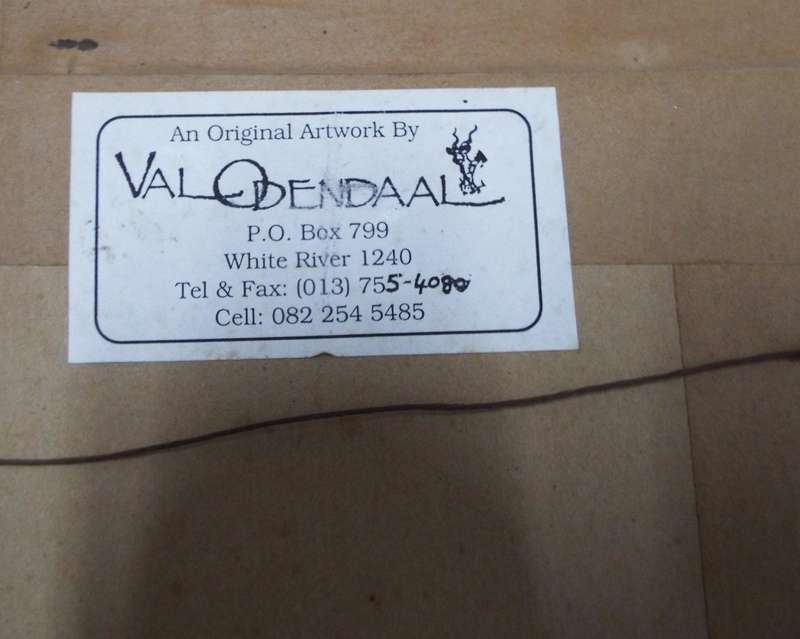 An Original Artwork By
VAL ODENDAAL
P.O. Box 799
White River 1240
Tel & Fax: (013) 755-4080
Cell: 082 254 5485